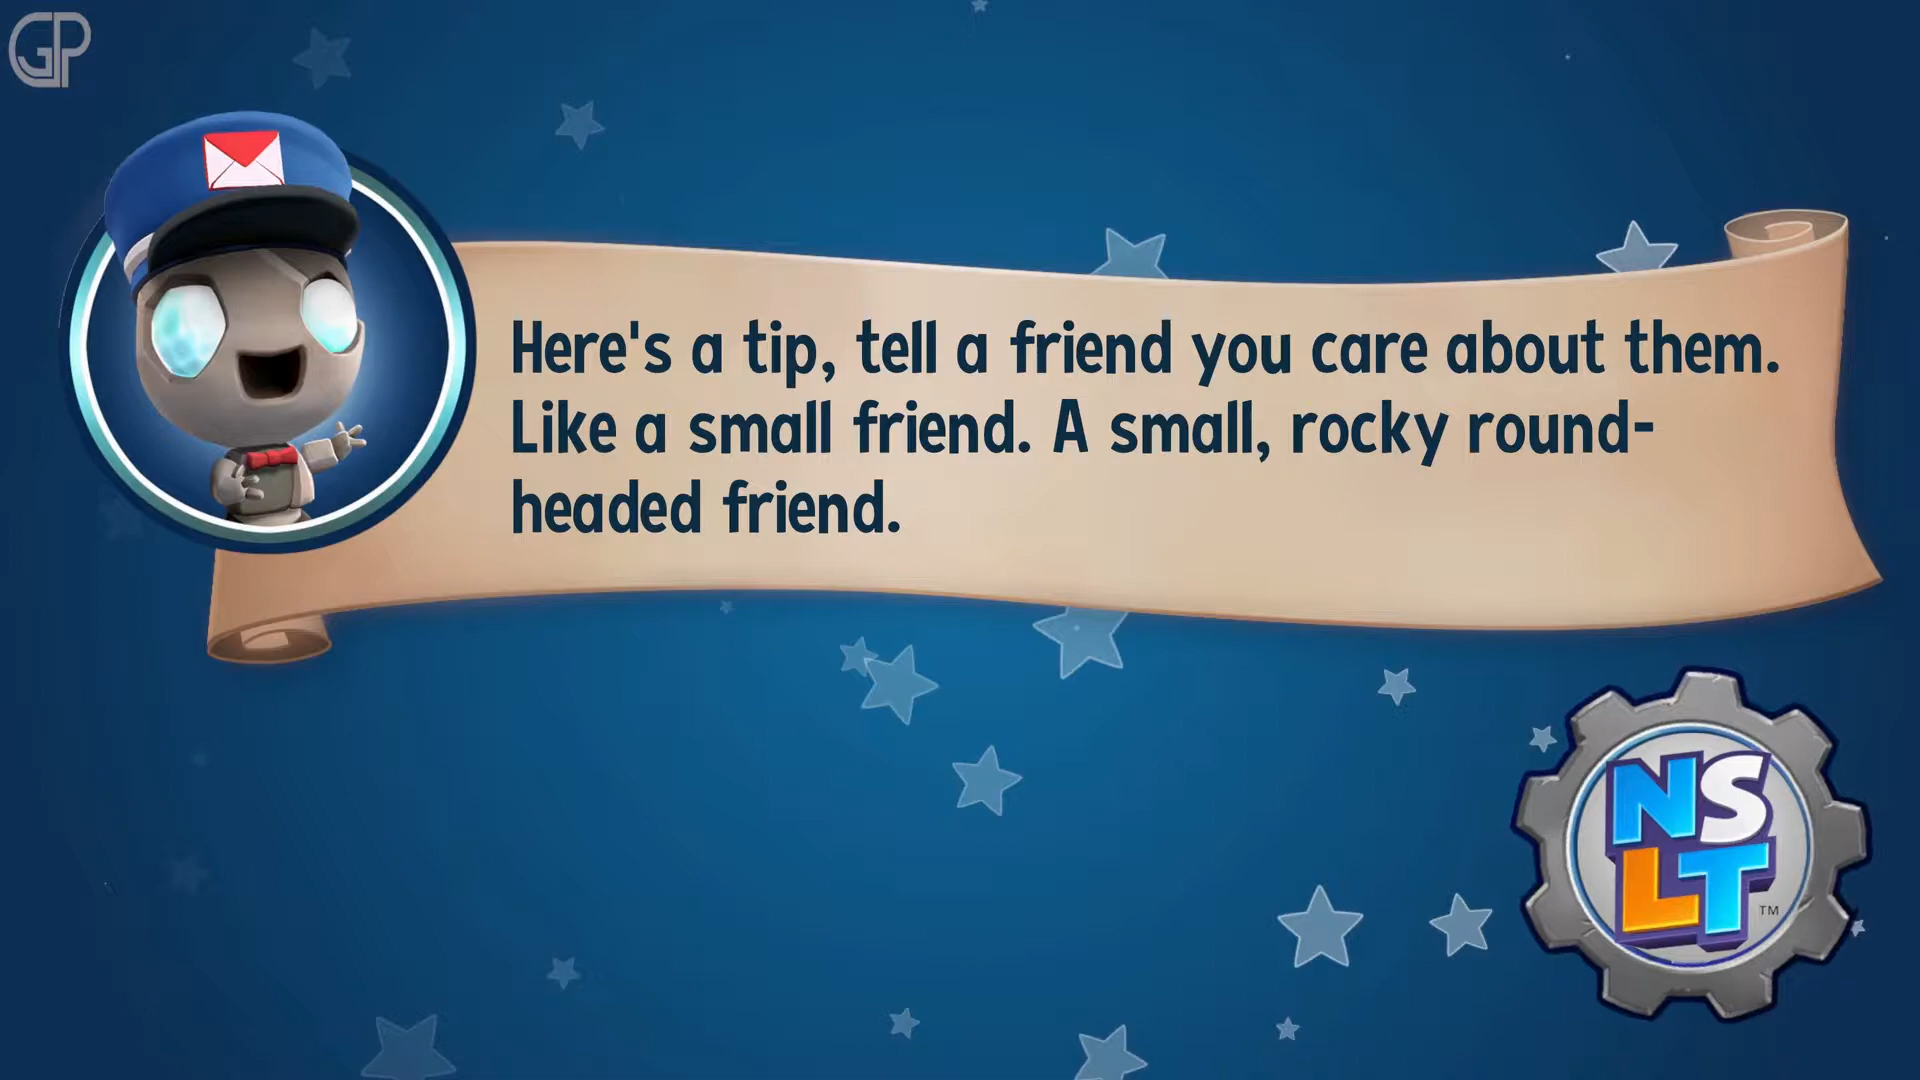 GP
Here's a tip, tell a friend you care about them.
Like a small friend. A small, rocky round-
headed friend.
NS
LT
TM